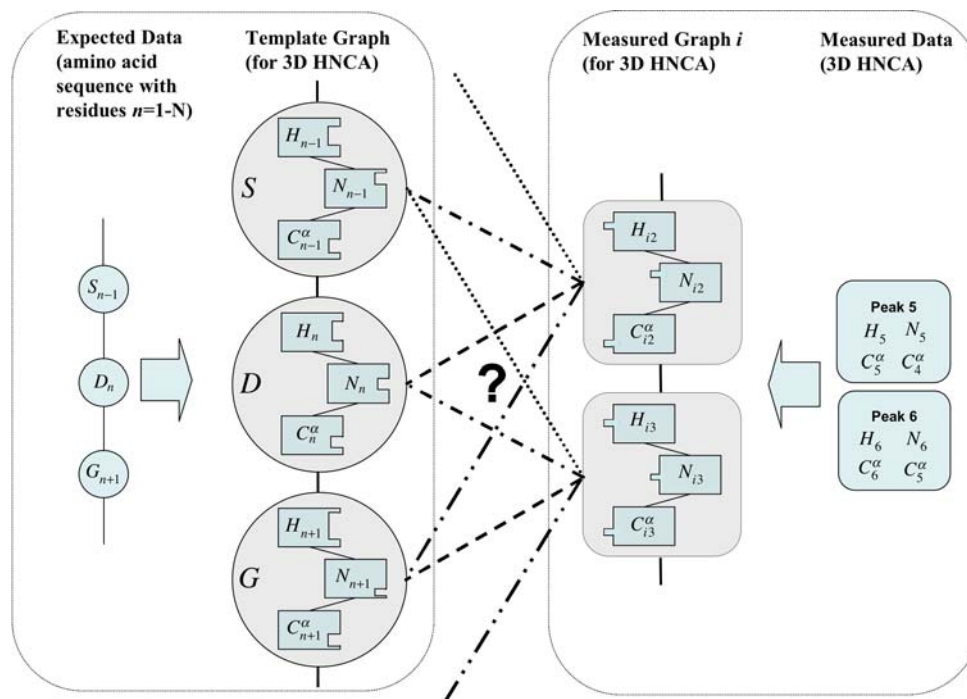 Expected Data
(amino acid
sequence with
residues n=1-N)
S_{n-1}
D_n
G_{n+1}
Template Graph
(for 3D HNCA)
H_{n-1}
S
N_{n-1}
C^α_{n-1}
H_n
D
N_n
C^α_n
H_{n+1}
G
N_{n+1}
C^α_{n+1}
?
Measured Graph i
(for 3D HNCA)
H_{i2}
N_{i2}
C^α_{i2}
H_{i3}
N_{i3}
C^α_{i3}
Measured Data
(3D HNCA)
Peak 5
H_5 N_5
C^α_5 C^α_4
Peak 6
H_6 N_6
C^α_6 C^α_5